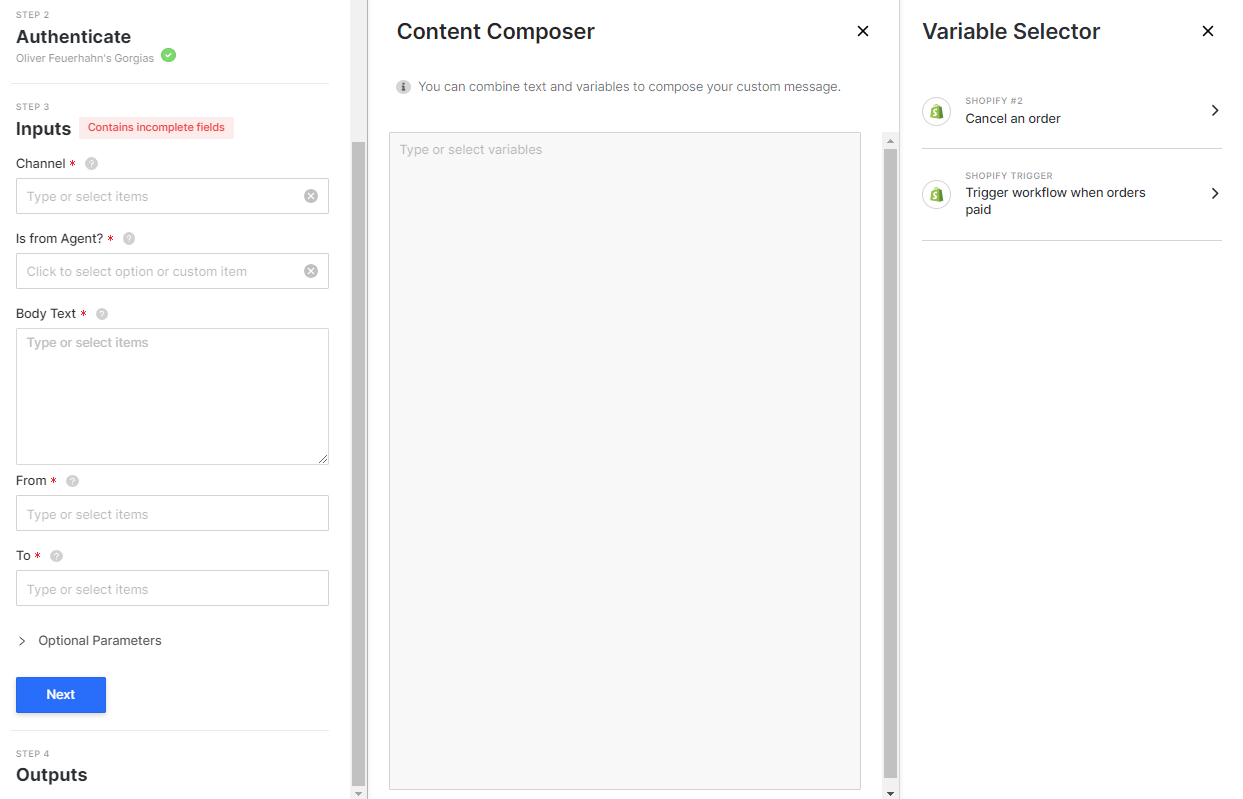 STEP 2
Authenticate
Oliver Feuerhahn's Gorgias
STEP 3
Inputs Contains incomplete fields
Channel *
Type or select items
Is from Agent? *
Click to select option or custom item
Body Text *
Type or select items
From *
Type or select items
To *
Type or select items
Optional Parameters
Next
STEP 4
Outputs
Content Composer
You can combine text and variables to compose your custom message.
Type or select variables
Variable Selector
SHOPIFY #2
Cancel an order
SHOPIFY TRIGGER
Trigger workflow when orders
paid